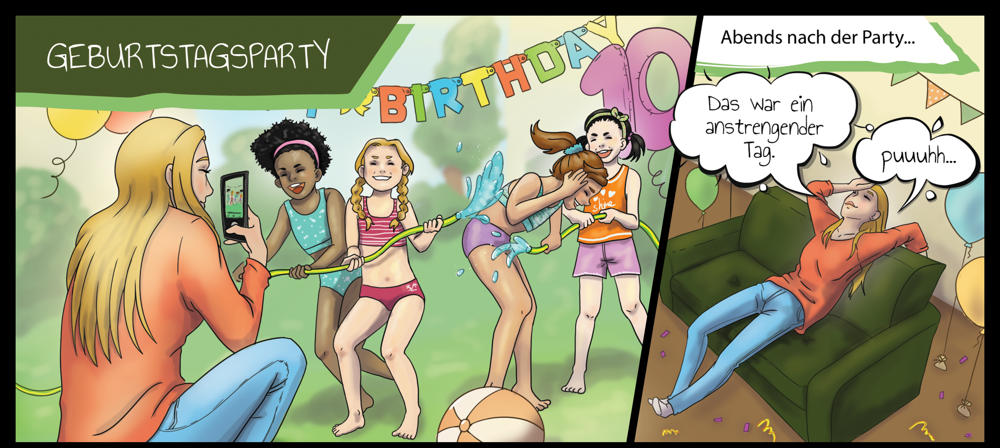 GEBURTSTAGSPARTY
BIRTHDAY
10
shine
Abends nach der Party...
Das war ein
anstrengender
Tag.
puuuhh...